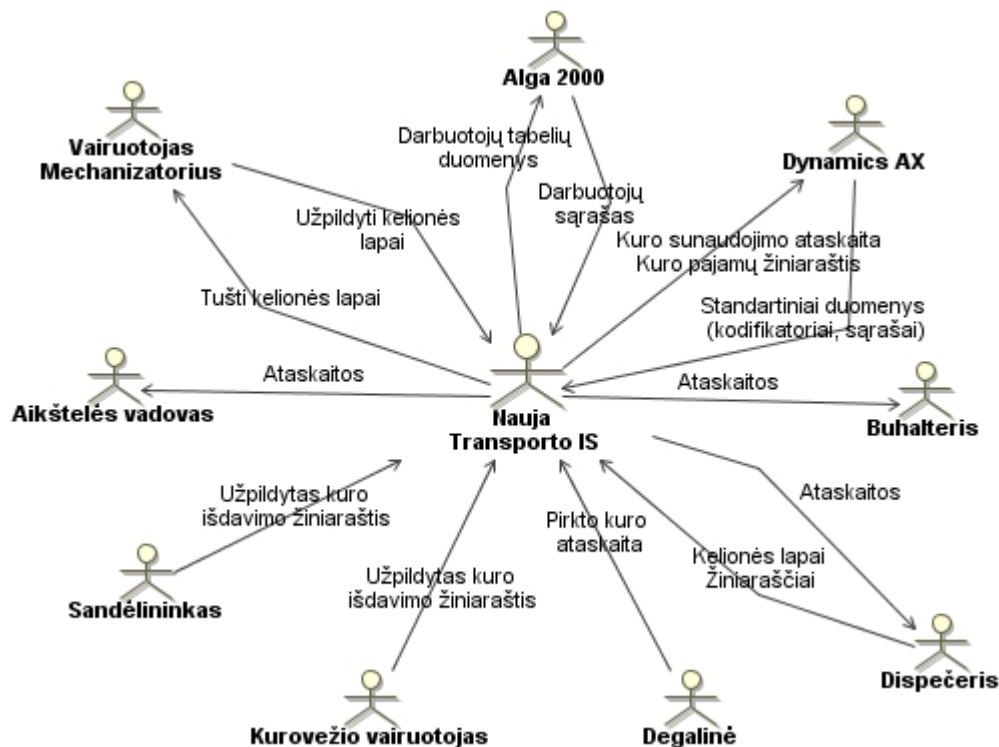 Alga 2000
Vairuotojas
Mechanizatorius
Dynamics AX
Darbuotojų tabelių
duomenys
Darbuotojų
sąrašas
Užpildyti kelionės
lapai
Kuro sunaudojimo ataskaita
Kuro pajamų žiniaraštis
Tušti kelionės lapai
Standartiniai duomenys
(kodifikatoriai, sąrašai)
Ataskaitos
Ataskaitos
Aikštelės vadovas
Nauja
Transporto IS
Buhalteris
Užpildytas kuro
išdavimo žiniaraštis
Pirkto kuro
ataskaita
Ataskaitos
Kelionės lapai
Žiniaraščiai
Užpildytas kuro
išdavimo žiniaraštis
Sandėlininkas
Dispečeris
Kurovežio vairuotojas
Degalinė